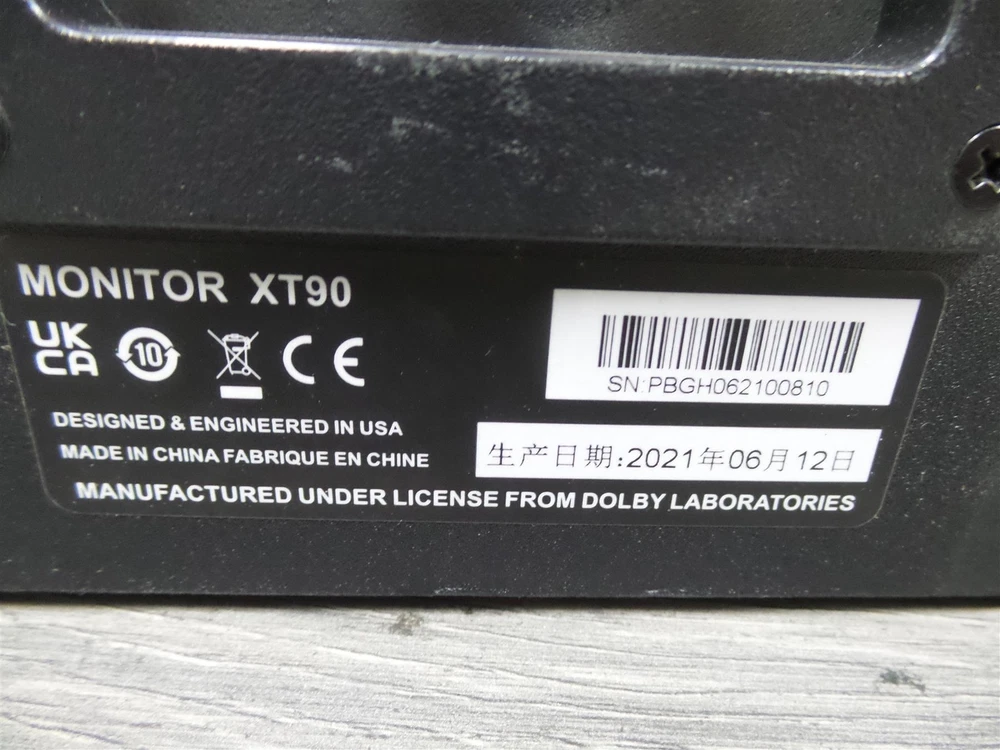 MONITOR XT90
UK
CA
10
CE
SN:PBGH062100810
DESIGNED & ENGINEERED IN USA
MADE IN CHINA FABRIQUE EN CHINE
生产日期:2021年06月12日
MANUFACTURED UNDER LICENSE FROM DOLBY LABORATORIES